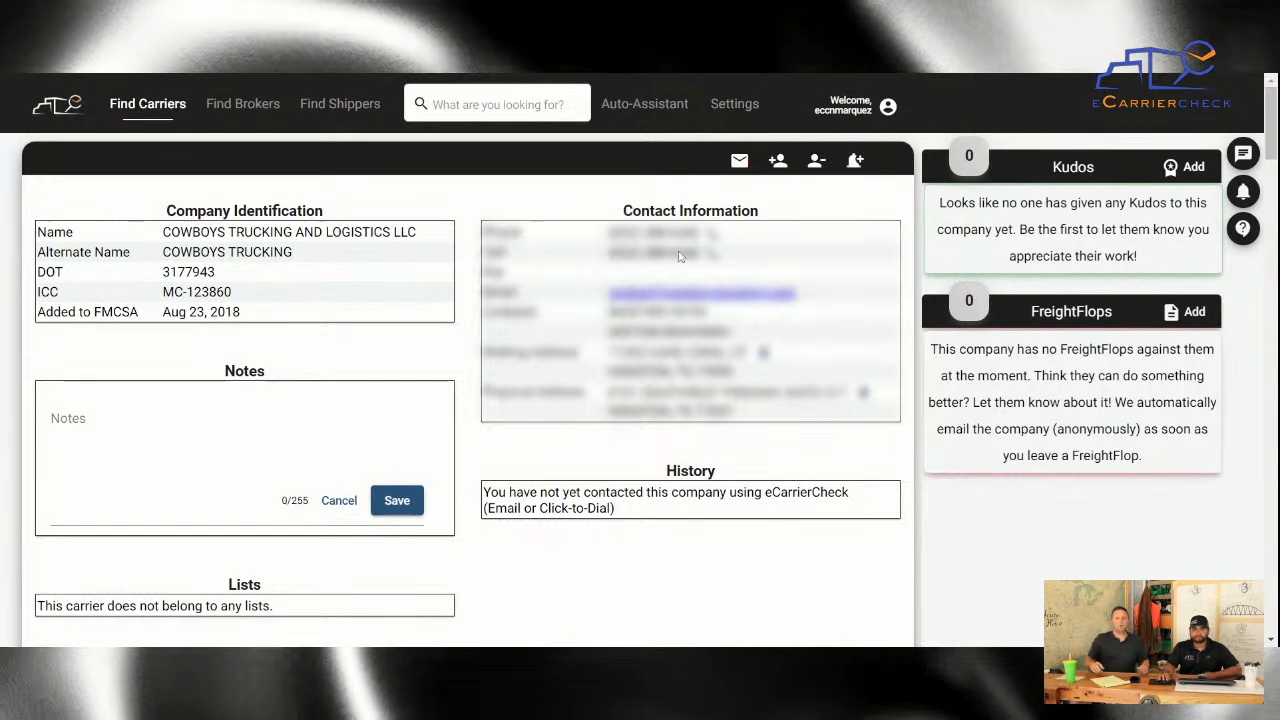 eCarrierCheck
Find Carriers
Find Brokers
Find Shippers
What are you looking for?
Auto-Assistant
Settings
Welcome,
eccnmarquez
Company Identification
Name COWBOYS TRUCKING AND LOGISTICS LLC
Alternate Name COWBOYS TRUCKING
DOT 3177943
ICC MC-123860
Added to FMCSA Aug 23, 2018
Notes
Notes
0/255 Cancel Save
Lists
This carrier does not belong to any lists.
Contact Information
History
You have not yet contacted this company using eCarrierCheck
(Email or Click-to-Dial)
0 Kudos Add
Looks like no one has given any Kudos to this
company yet. Be the first to let them know you
appreciate their work!
0 FreightFlops Add
This company has no FreightFlops against them
at the moment. Think they can do something
better? Let them know about it! We automatically
email the company (anonymously) as soon as
you leave a FreightFlop.